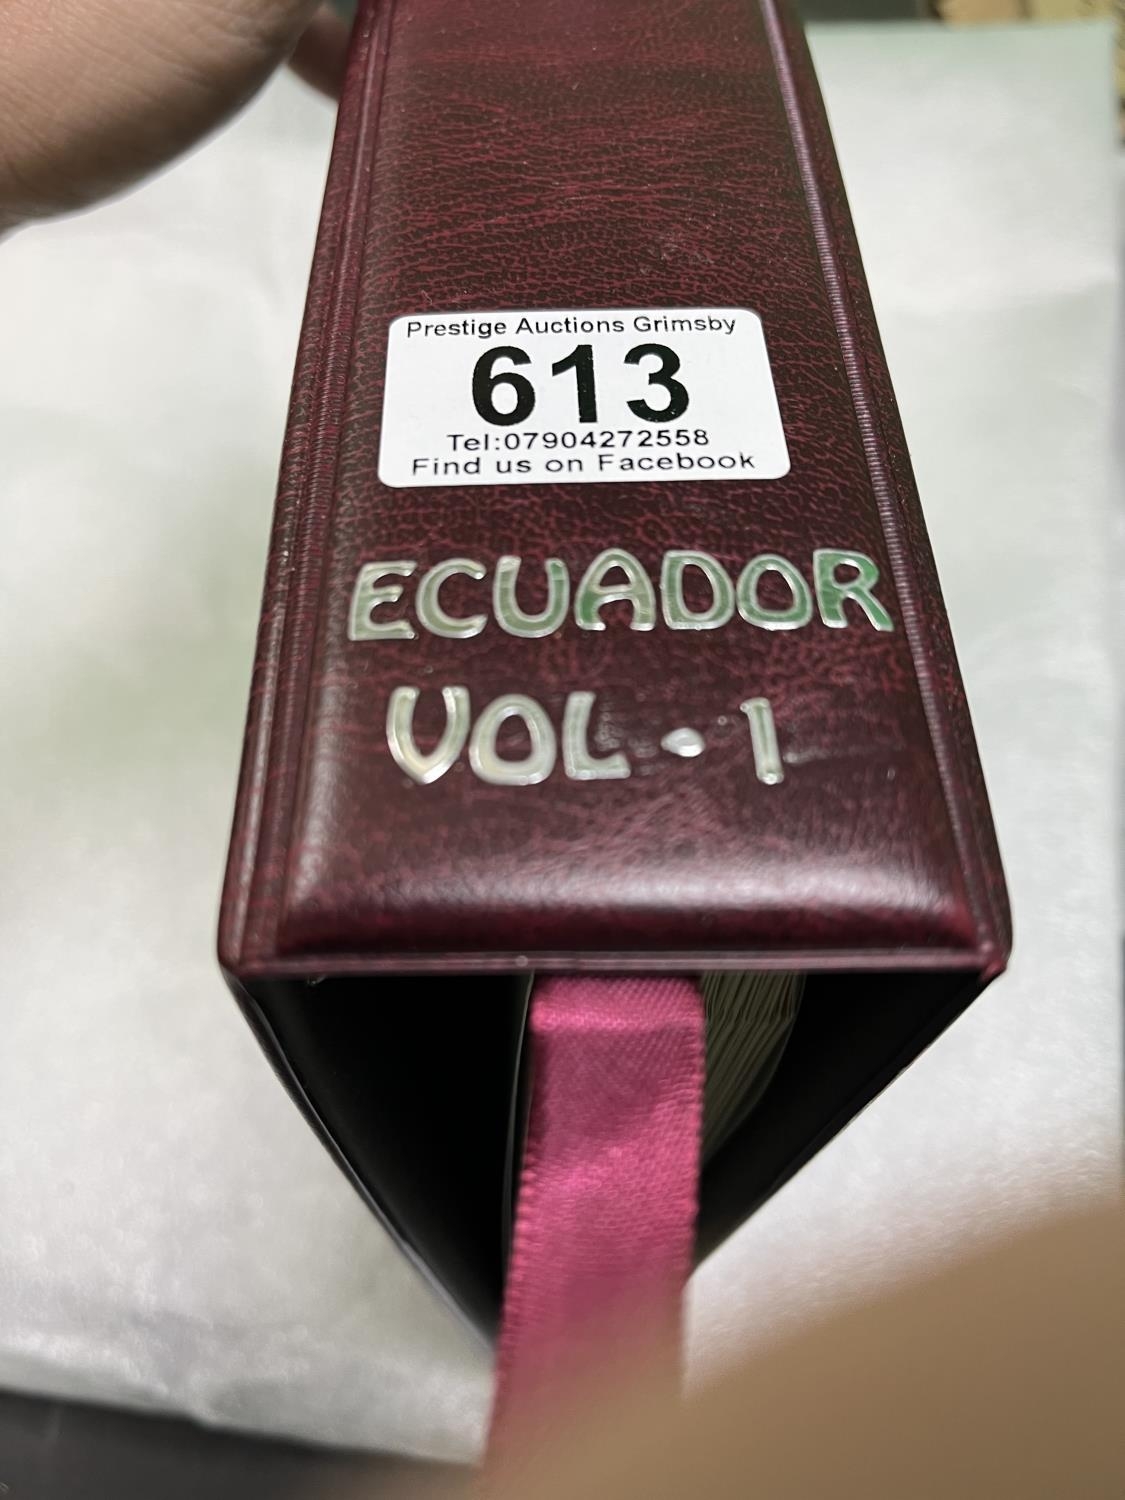 Prestige Auctions Grimsby
613
Tel:07904272558
Find us on Facebook
ECUADOR
VOL - 1